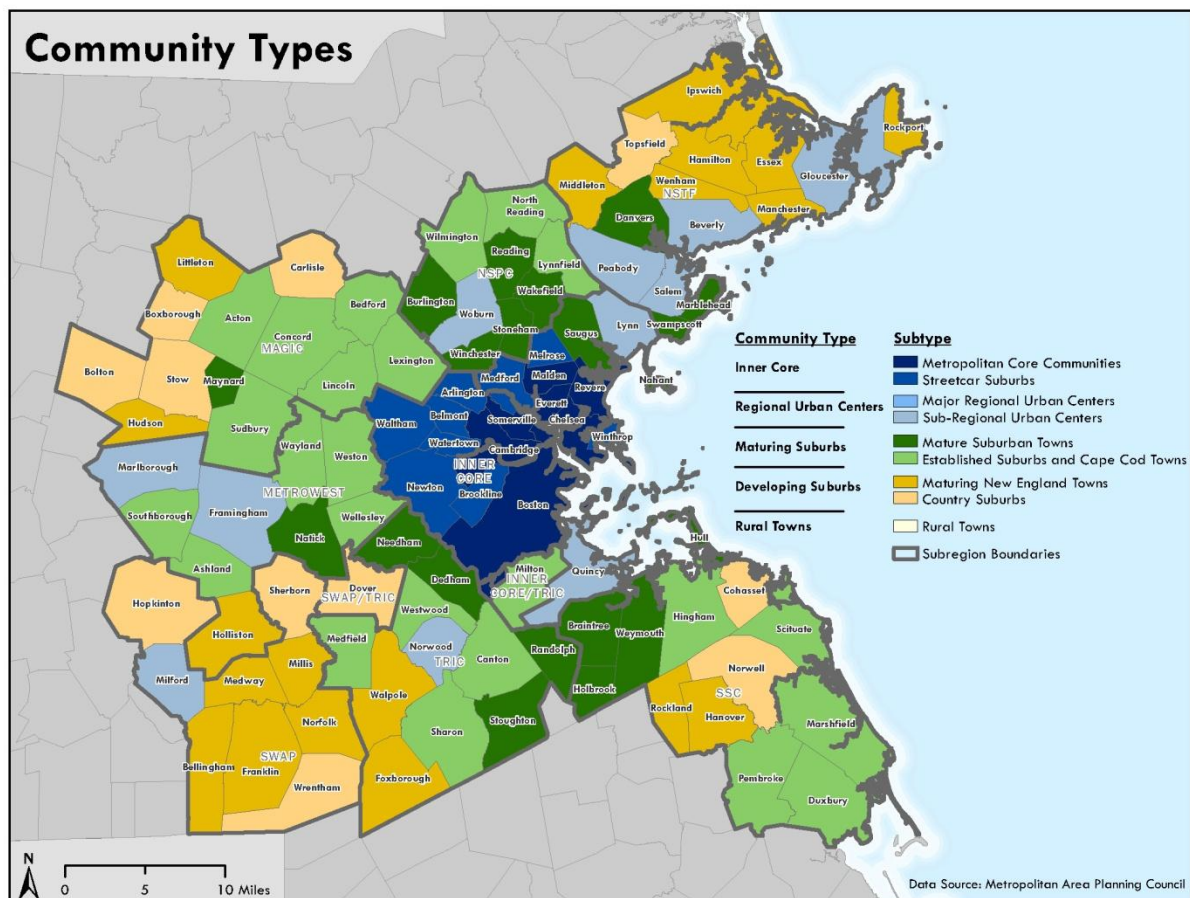 Community Types
Ipswich
Rockport
Topsfield
Hamilton
Essex
Gloucester
Middleton
Wenham
NSTF
Manchester
Danvers
Beverly
North
Reading
Wilmington
Reading
Lynnfield
Peabody
NSPC
Salem
Burlington
Wakefield
Marblehead
Woburn
Stoneham
Lynn
Swampscott
Saugus
Winchester
Melrose
Nahant
Littleton
Carlisle
Boxborough
Acton
Bedford
Concord
MAGIC
Lexington
Bolton
Stow
Maynard
Lincoln
Hudson
Sudbury
Medford
Malden
Revere
Arlington
Everett
Belmont
Somerville
Chelsea
Waltham
Winthrop
Watertown
Cambridge
INNER
CORE
Newton
Brookline
Boston
Marlborough
Wayland
Weston
METROWEST
Framingham
Southborough
Wellesley
Natick
Needham
Ashland
Hopkinton
Sherborn
Dover
SWAP/TRIC
Dedham
Milton
INNER
CORE/TRIC
Quincy
Hull
Westwood
Holliston
Medfield
Norwood
TRIC
Canton
Randolph
Braintree
Weymouth
Hingham
Cohasset
Scituate
Milford
Millis
Medway
Walpole
Holbrook
Norwell
SSC
Norfolk
Sharon
Stoughton
Rockland
Hanover
Marshfield
Bellingham
Franklin
SWAP
Wrentham
Foxborough
Pembroke
Duxbury
Community Type
Inner Core
Regional Urban Centers
Maturing Suburbs
Developing Suburbs
Rural Towns
Subtype
Metropolitan Core Communities
Streetcar Suburbs
Major Regional Urban Centers
Sub-Regional Urban Centers
Mature Suburban Towns
Established Suburbs and Cape Cod Towns
Maturing New England Towns
Country Suburbs
Rural Towns
Subregion Boundaries
N
0 5 10 Miles
Data Source: Metropolitan Area Planning Council